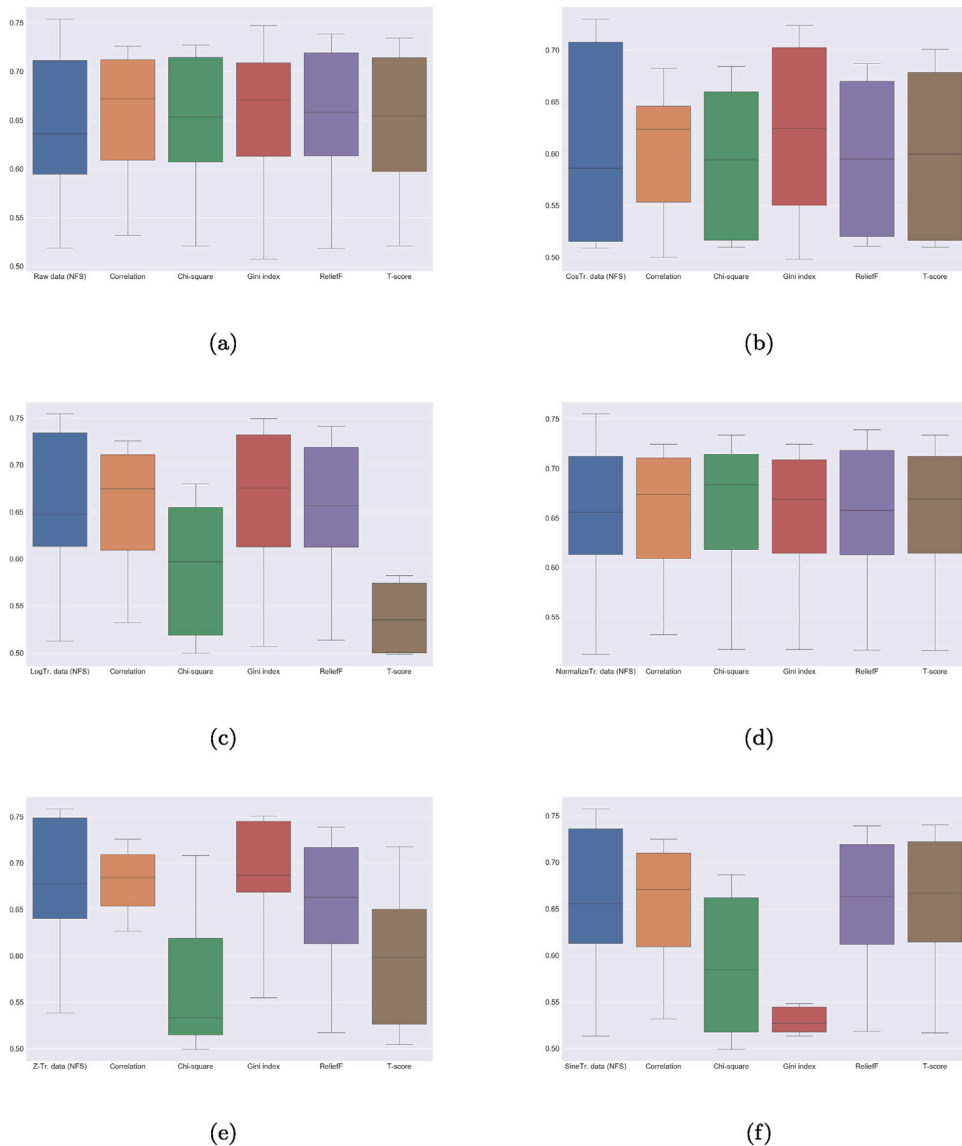 0.75
0.70
0.65
0.60
0.55
0.50
Raw data (NFS) Correlation Chi-square Gini index ReliefF T-score
(a)
0.70
0.65
0.60
0.55
0.50
CosTr. data (NFS) Correlation Chi-square Gini index ReliefF T-score
(b)
0.75
0.70
0.65
0.60
0.55
0.50
LogTr. data (NFS) Correlation Chi-square Gini index ReliefF T-score
(c)
0.75
0.70
0.65
0.60
0.55
NormalizeTr. data (NFS) Correlation Chi-square Gini index ReliefF T-score
(d)
0.75
0.70
0.65
0.60
0.55
0.50
Z-Tr. data (NFS) Correlation Chi-square Gini index ReliefF T-score
(e)
0.75
0.70
0.65
0.60
0.55
0.50
SineTr. data (NFS) Correlation Chi-square Gini index ReliefF T-score
(f)